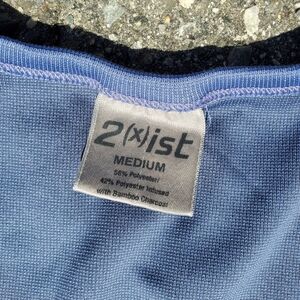 2(x)ist
MEDIUM
58% Polyester/
42% Polyester Infused
with Bamboo Charcoal